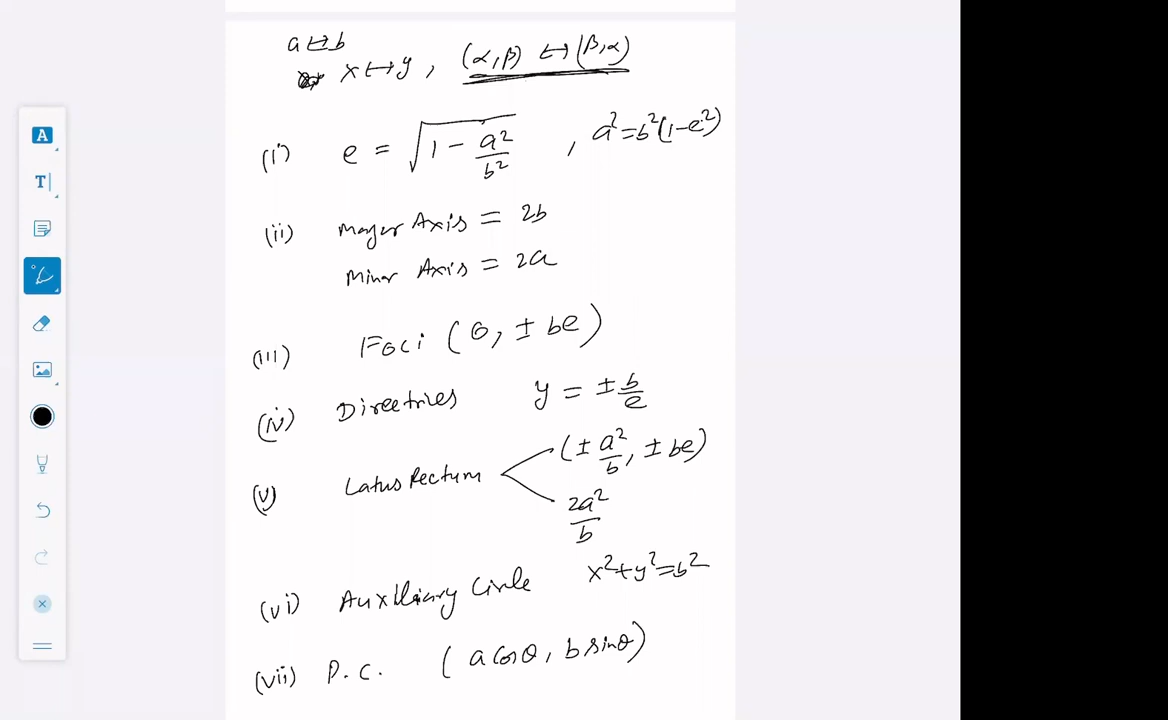 a ↔ b
x ↔ y , (α,β) ↔ (β,α)
(i) e = √(1 - a²/b²) , a² = b²(1-e²)
(ii) Major Axis = 2b
Minor Axis = 2a
(iii) Foci (0, ± be)
(iv) Directries y = ± b/e
(v) Latus Rectum (± a²/b, ± be)
2a²/b
(vi) Auxiliary Circle x²+y²=b²
(vii) P.C. (a cosθ, b sinθ)
A
T